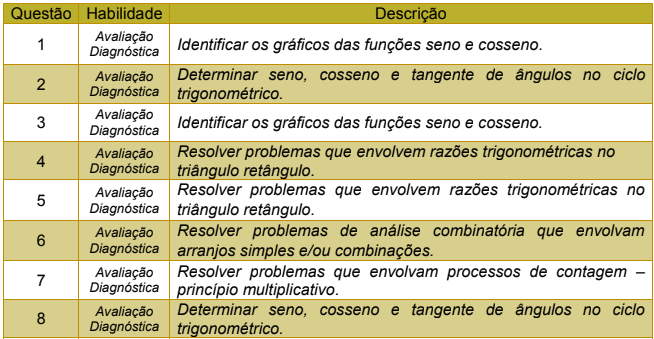 Questão Habilidade Descrição
1 Avaliação Diagnóstica Identificar os gráficos das funções seno e cosseno.
2 Avaliação Diagnóstica Determinar seno, cosseno e tangente de ângulos no ciclo
trigonométrico.
3 Avaliação Diagnóstica Identificar os gráficos das funções seno e cosseno.
4 Avaliação Diagnóstica Resolver problemas que envolvem razões trigonométricas no
triângulo retângulo.
5 Avaliação Diagnóstica Resolver problemas que envolvem razões trigonométricas no
triângulo retângulo.
6 Avaliação Diagnóstica Resolver problemas de análise combinatória que envolvam
arranjos simples e/ou combinações.
7 Avaliação Diagnóstica Resolver problemas que envolvam processos de contagem –
princípio multiplicativo.
8 Avaliação Diagnóstica Determinar seno, cosseno e tangente de ângulos no ciclo
trigonométrico.